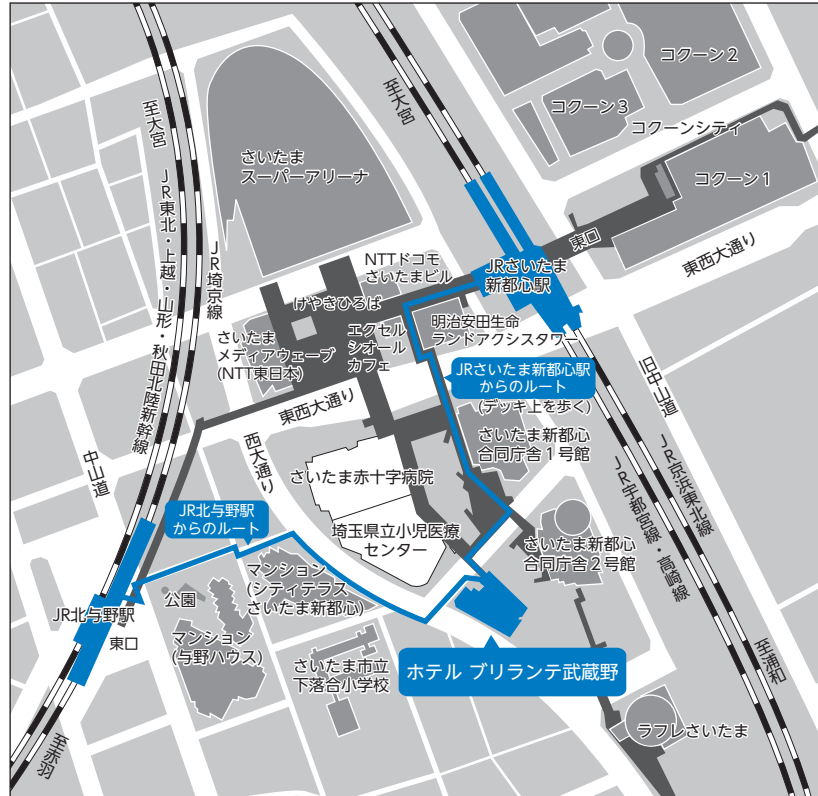 コクーン2
コクーン3
コクーンシティ
コクーン1
至大宮
至大宮
さいたま
スーパーアリーナ
JR東北・上越・山形・秋田北陸新幹線
JR埼京線
東口
東西大通り
NTTドコモ
さいたまビル
JRさいたま
新都心駅
けやきひろば
さいたま
メディアウェーブ
(NTT東日本)
エクセル
シオール
カフェ
明治安田生命
ランドアクシスタワー
JRさいたま新都心駅
からのルート
(デッキ上を歩く)
旧中山道
東西大通り
中山道
西大通り
さいたま新都心
合同庁舎1号館
さいたま赤十字病院
JR京浜東北線
JR宇都宮線・高崎線
JR北与野駅
からのルート
埼玉県立小児医療
センター
さいたま新都心
合同庁舎2号館
マンション
(シティテラス
さいたま新都心)
公園
JR北与野駅
東口
マンション
(与野ハウス)
さいたま市立
下落合小学校
ホテル ブリランテ武蔵野
至浦和
ラフレさいたま
至赤羽